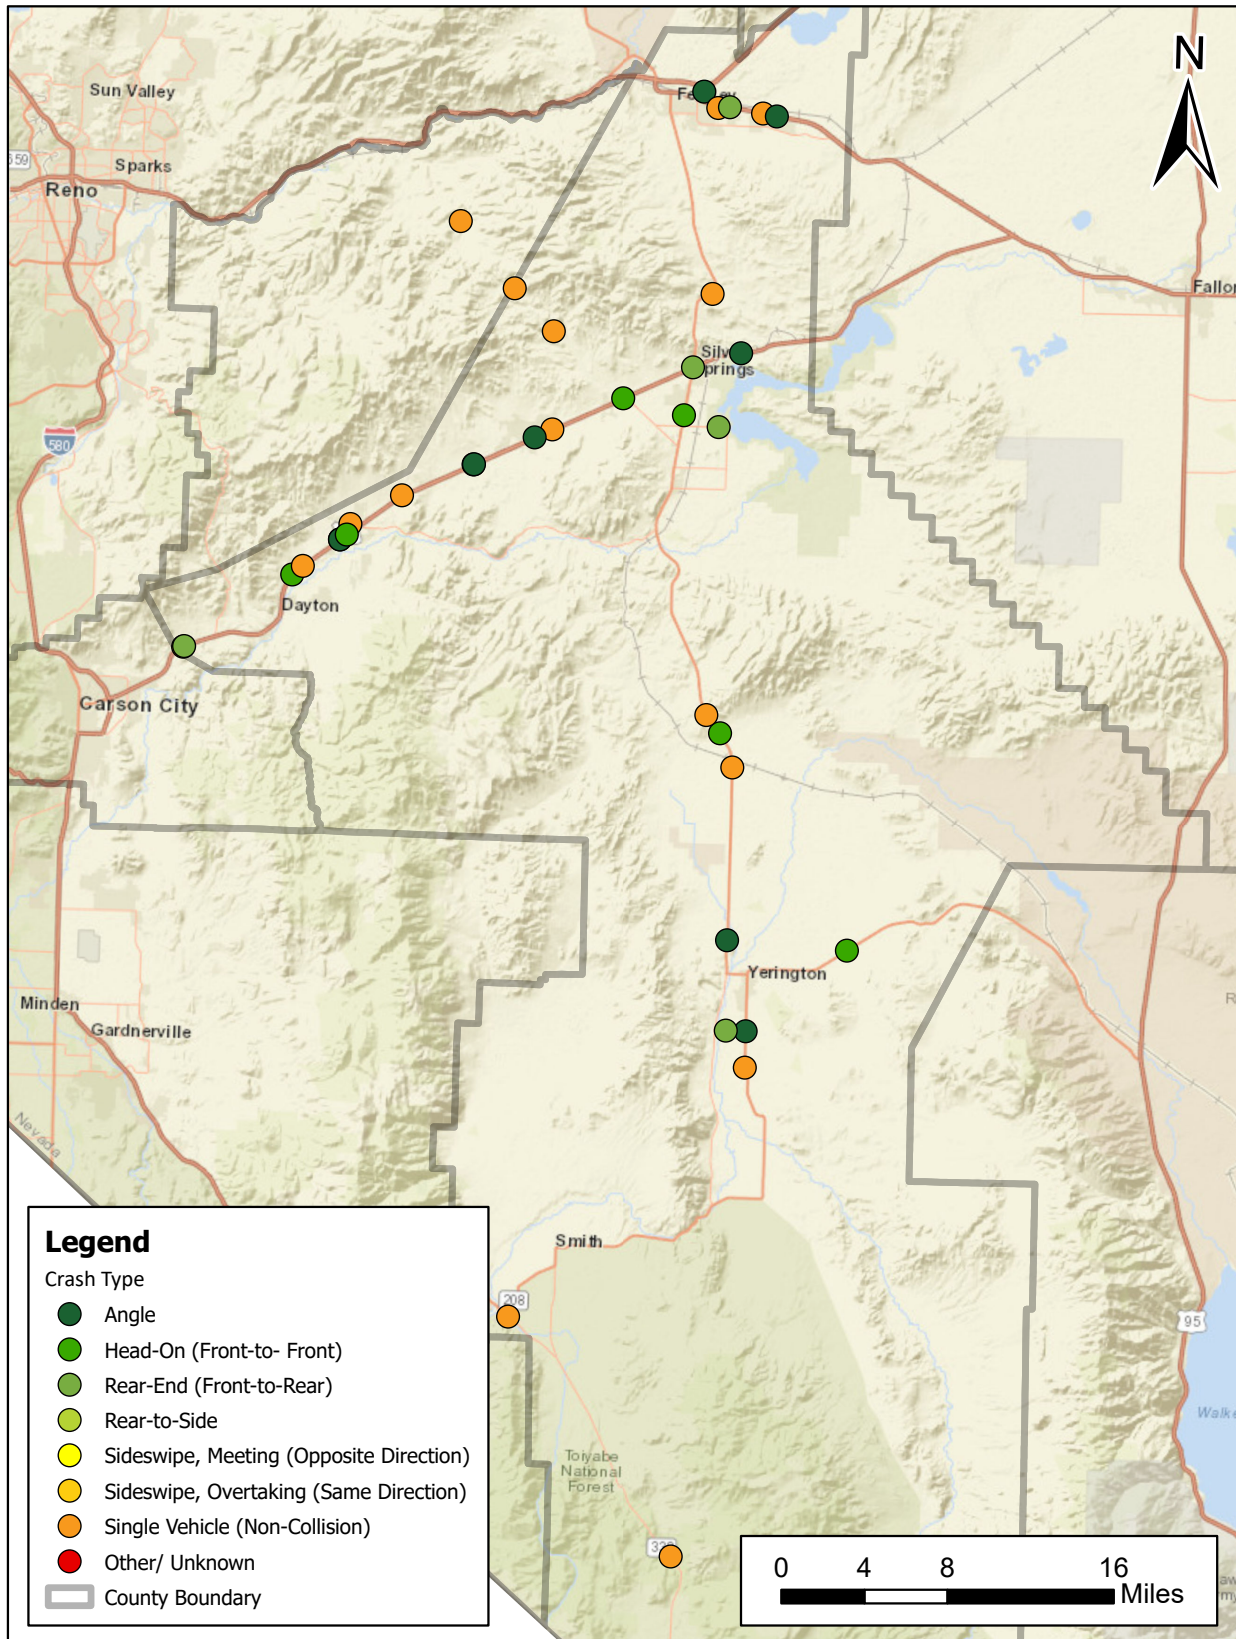 N
Sun Valley
Sparks
Reno
Fallon
Silv
prings
580
Dayton
Carson City
Yerington
Minden
Gardnerville
Nevada
Smith
208
95
Toiyabe
National
Forest
Legend
Crash Type
Angle
Head-On (Front-to- Front)
Rear-End (Front-to-Rear)
Rear-to-Side
Sideswipe, Meeting (Opposite Direction)
Sideswipe, Overtaking (Same Direction)
Single Vehicle (Non-Collision)
Other/ Unknown
County Boundary
0 4 8 16
Miles